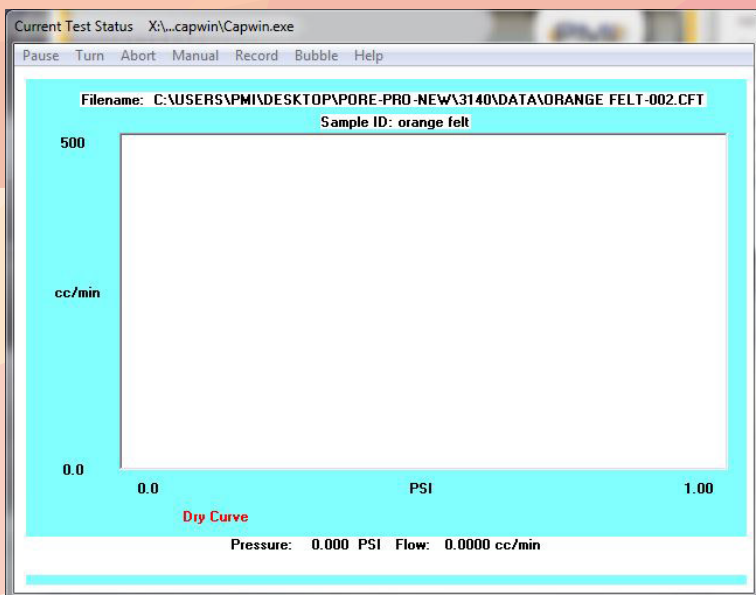 Current Test Status X:\...capwin\Capwin.exe
Pause Turn Abort Manual Record Bubble Help
Filename: C:\USERS\PMI\DESKTOP\PORE-PRO-NEW\3140\DATA\ORANGE FELT-002.CFT
Sample ID: orange felt
500
cc/min
0.0
0.0 PSI 1.00
Dry Curve
Pressure: 0.000 PSI Flow: 0.0000 cc/min